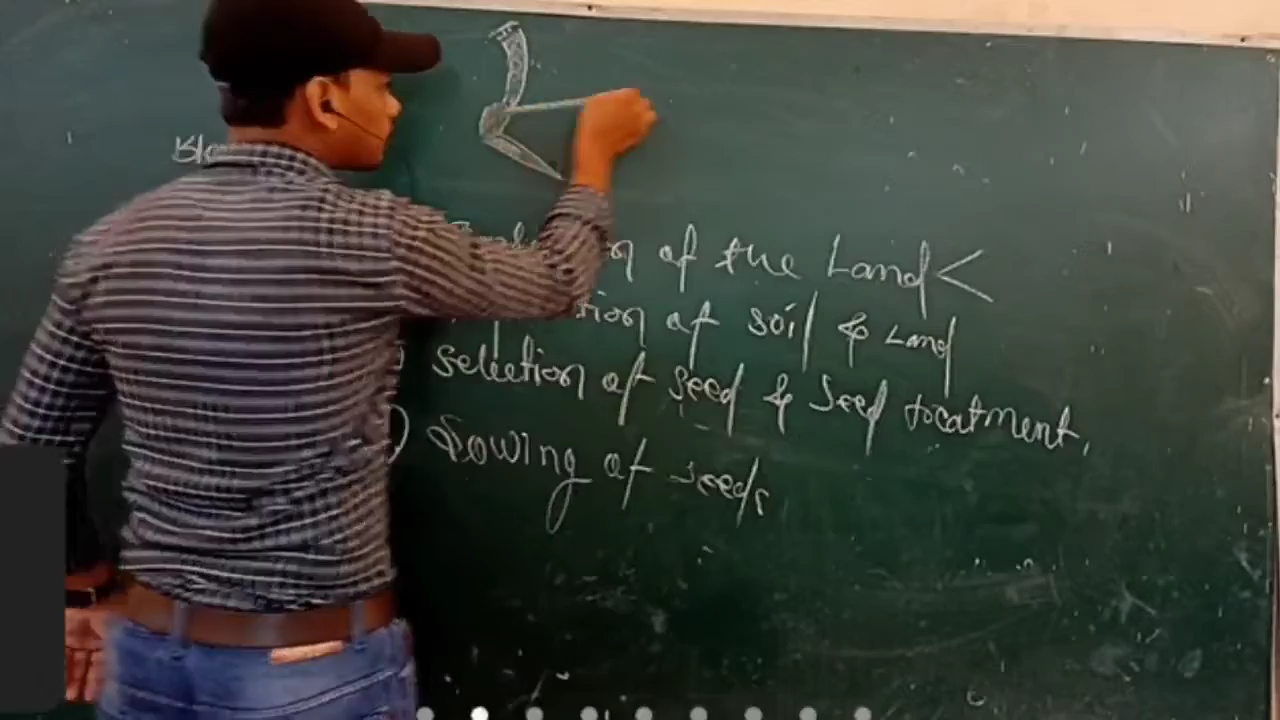 of the Land <
of soil & Land
selection of seed & seed treatment,
) Sowing of seeds